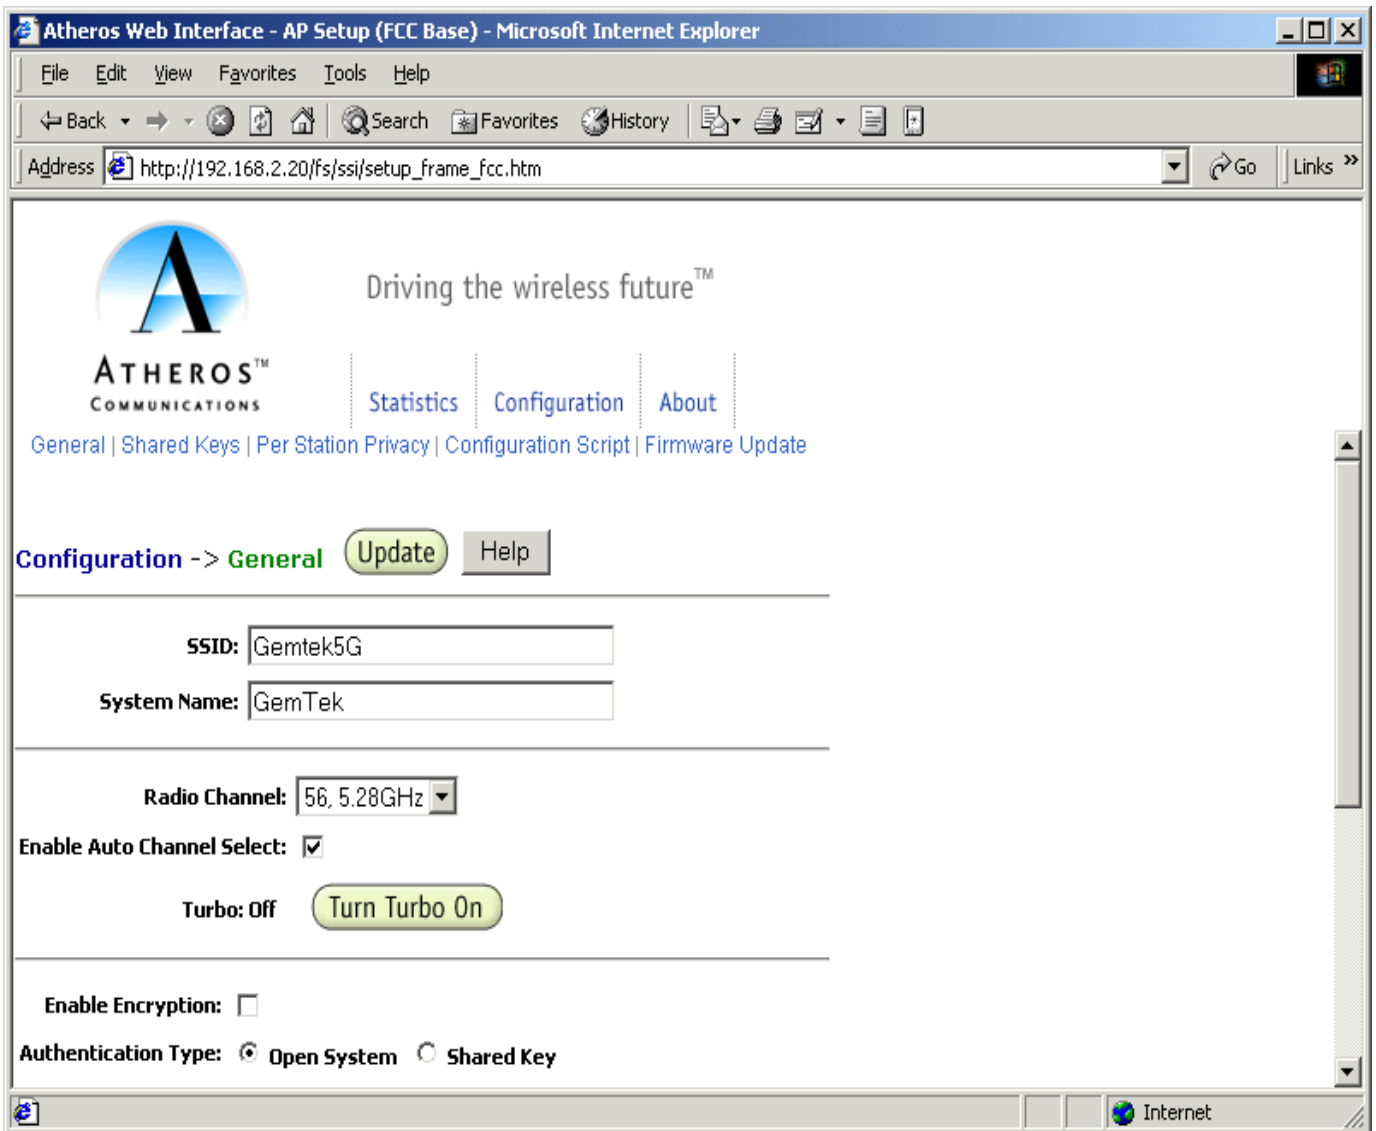 Atheros Web Interface - AP Setup (FCC Base) - Microsoft Internet Explorer
File Edit View Favorites Tools Help
Back Search Favorites History
Address http://192.168.2.20/fs/ssi/setup_frame_fcc.htm Go Links »
Driving the wireless future™
ATHEROS™
COMMUNICATIONS
Statistics Configuration About
General | Shared Keys | Per Station Privacy | Configuration Script | Firmware Update
Configuration -> General Update Help
SSID: Gemtek5G
System Name: GemTek
Radio Channel: 56, 5.28GHz
Enable Auto Channel Select:
Turbo: Off Turn Turbo On
Enable Encryption:
Authentication Type: Open System Shared Key
Internet